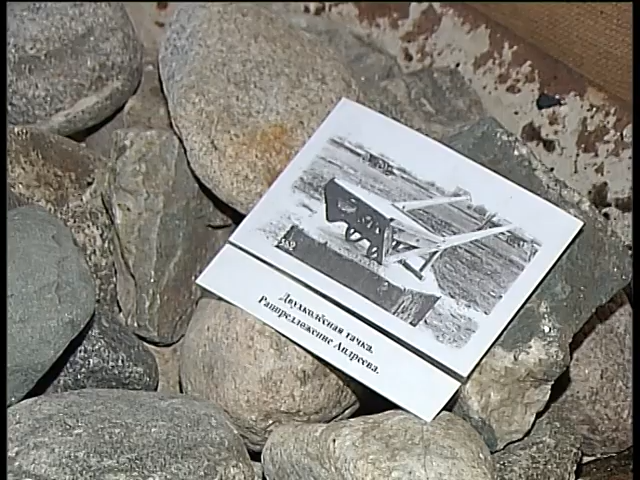 Двухколёсная тачка.
Рацпредложение Андреева.